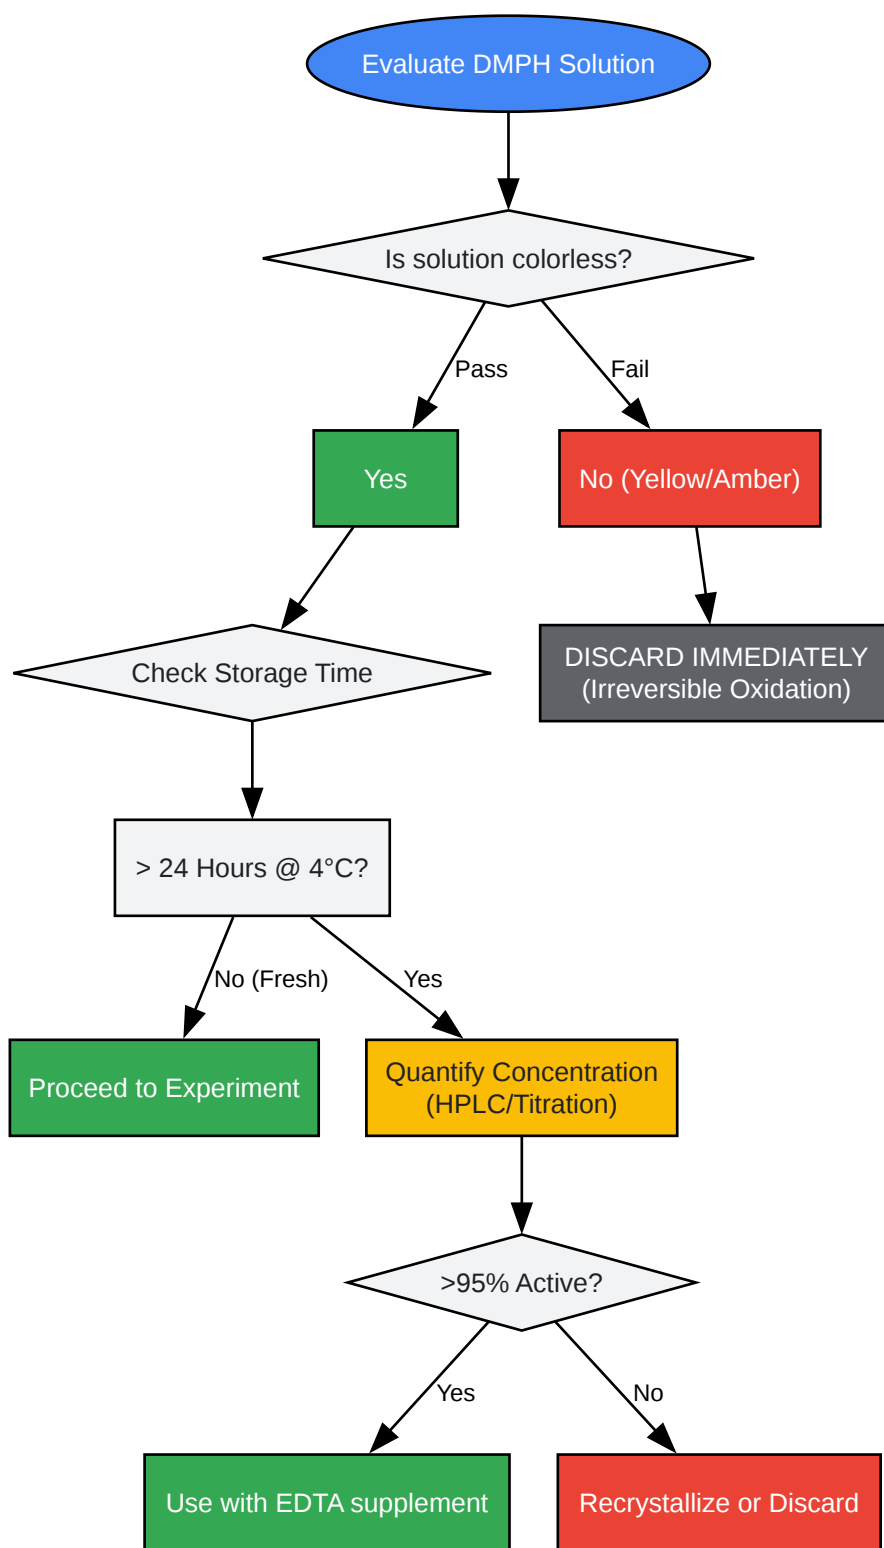 Evaluate DMPH Solution
Is solution colorless?
Pass
Fail
Yes
No (Yellow/Amber)
Check Storage Time
DISCARD IMMEDIATELY
(Irreversible Oxidation)
> 24 Hours @ 4°C?
No (Fresh)
Yes
Proceed to Experiment
Quantify Concentration
(HPLC/Titration)
>95% Active?
Yes
No
Use with EDTA supplement
Recrystallize or Discard